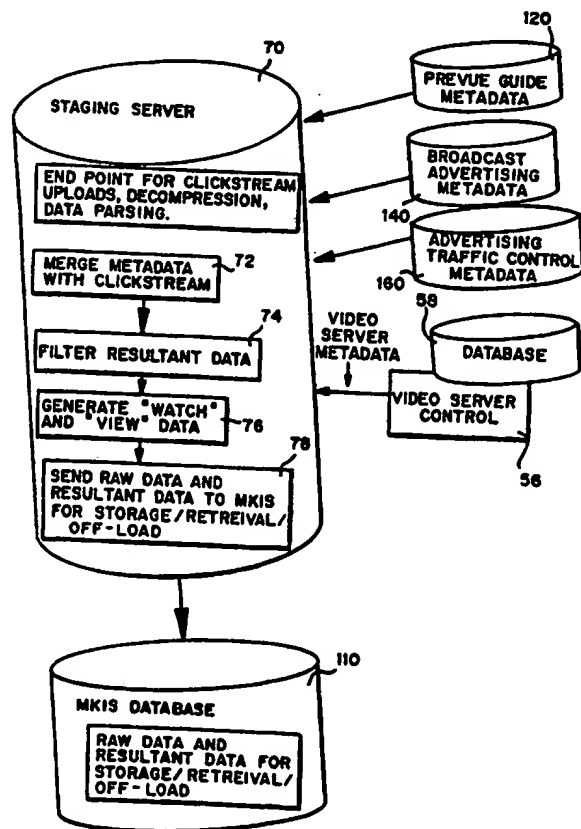 70
STAGING SERVER
END POINT FOR CLICKSTREAM
UPLOADS, DECOMPRESSION,
DATA PARSING.
72
MERGE METADATA
WITH CLICKSTREAM
74
FILTER RESULTANT DATA
GENERATE "WATCH"
AND "VIEW" DATA
76
78
SEND RAW DATA AND
RESULTANT DATA TO MKIS
FOR STORAGE/RETREIVAL/
OFF-LOAD
120
PREVUE GUIDE
METADATA
BROADCAST
ADVERTISING
METADATA
140
ADVERTISING
TRAFFIC CONTROL
METADATA
160
58
VIDEO
SERVER
METADATA
DATABASE
VIDEO SERVER
CONTROL
56
110
MKIS DATABASE
RAW DATA AND
RESULTANT DATA FOR
STORAGE/RETREIVAL/
OFF-LOAD